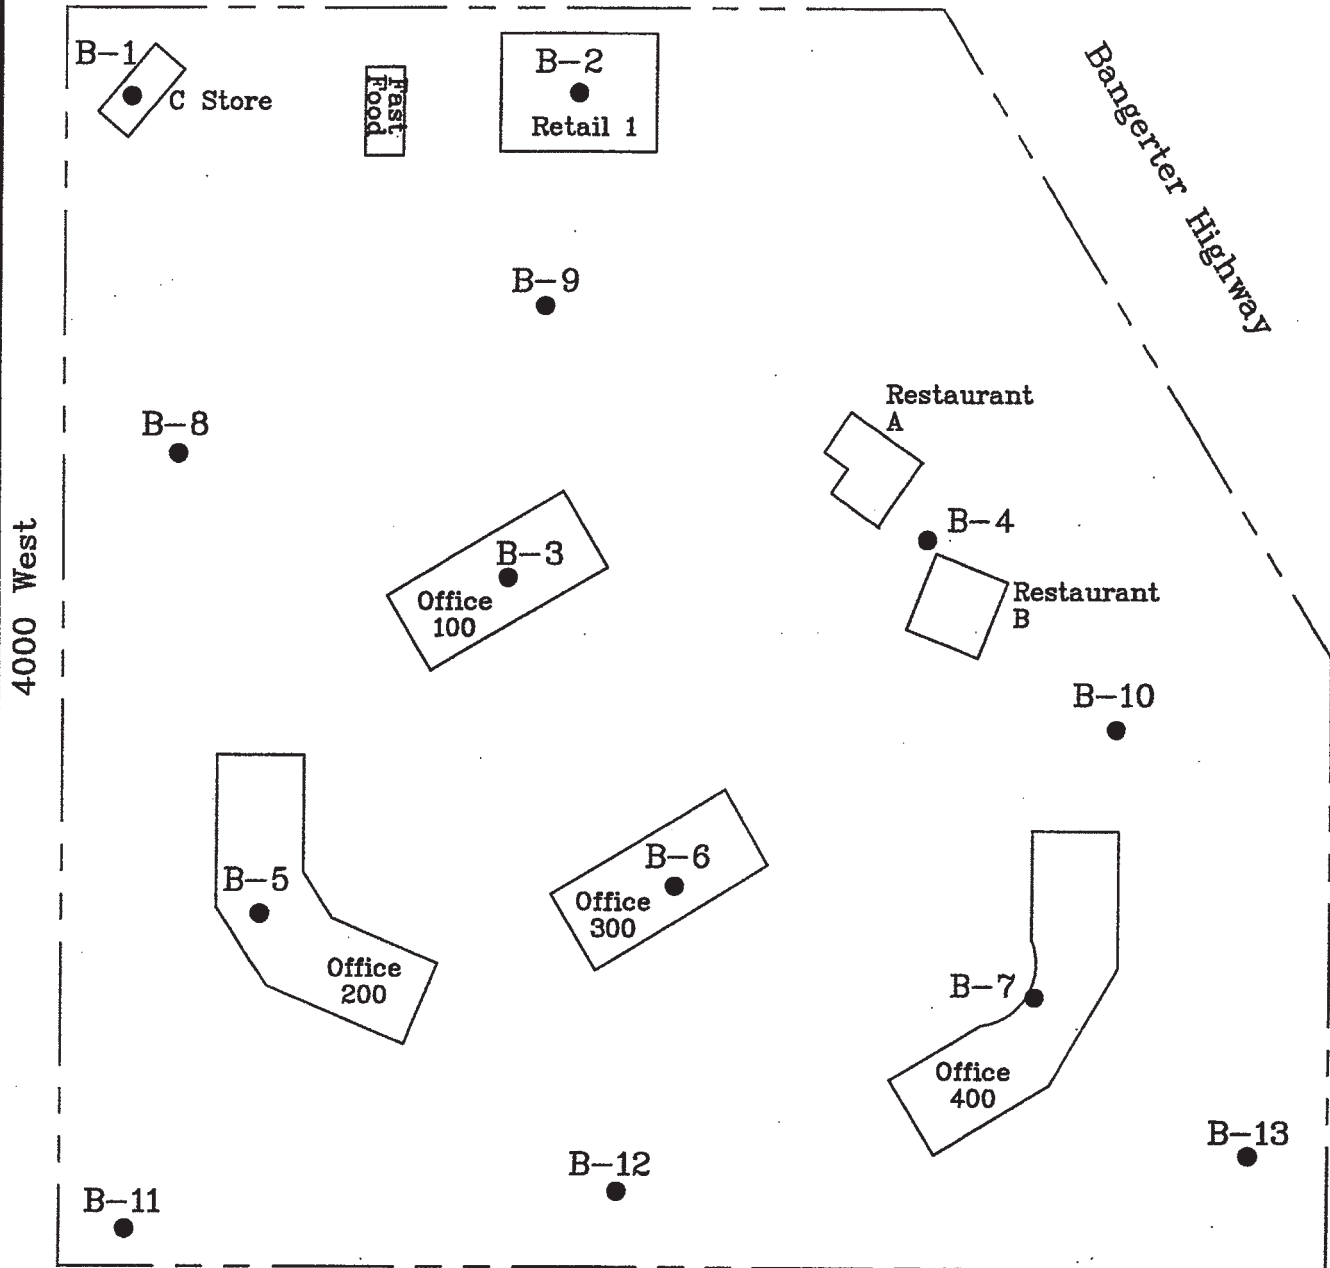 B-1
C Store
Fast
Food
B-2
Retail 1
Bangerter Highway
B-9
B-8
Restaurant
A
B-4
4000 West
B-3
Office
100
Restaurant
B
B-10
B-5
Office
200
B-6
Office
300
B-7
Office
400
B-13
B-12
B-11